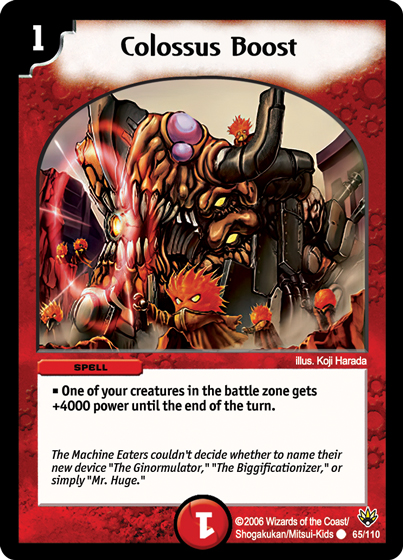 1
Colossus Boost
illus. Koji Harada
SPELL
▪ One of your creatures in the battle zone gets
+4000 power until the end of the turn.
The Machine Eaters couldn't decide whether to name their
new device "The Ginormulator," "The Biggificationizer," or
simply "Mr. Huge."
1
©2006 Wizards of the Coast/
Shogakukan/Mitsui-Kids ● 65/110